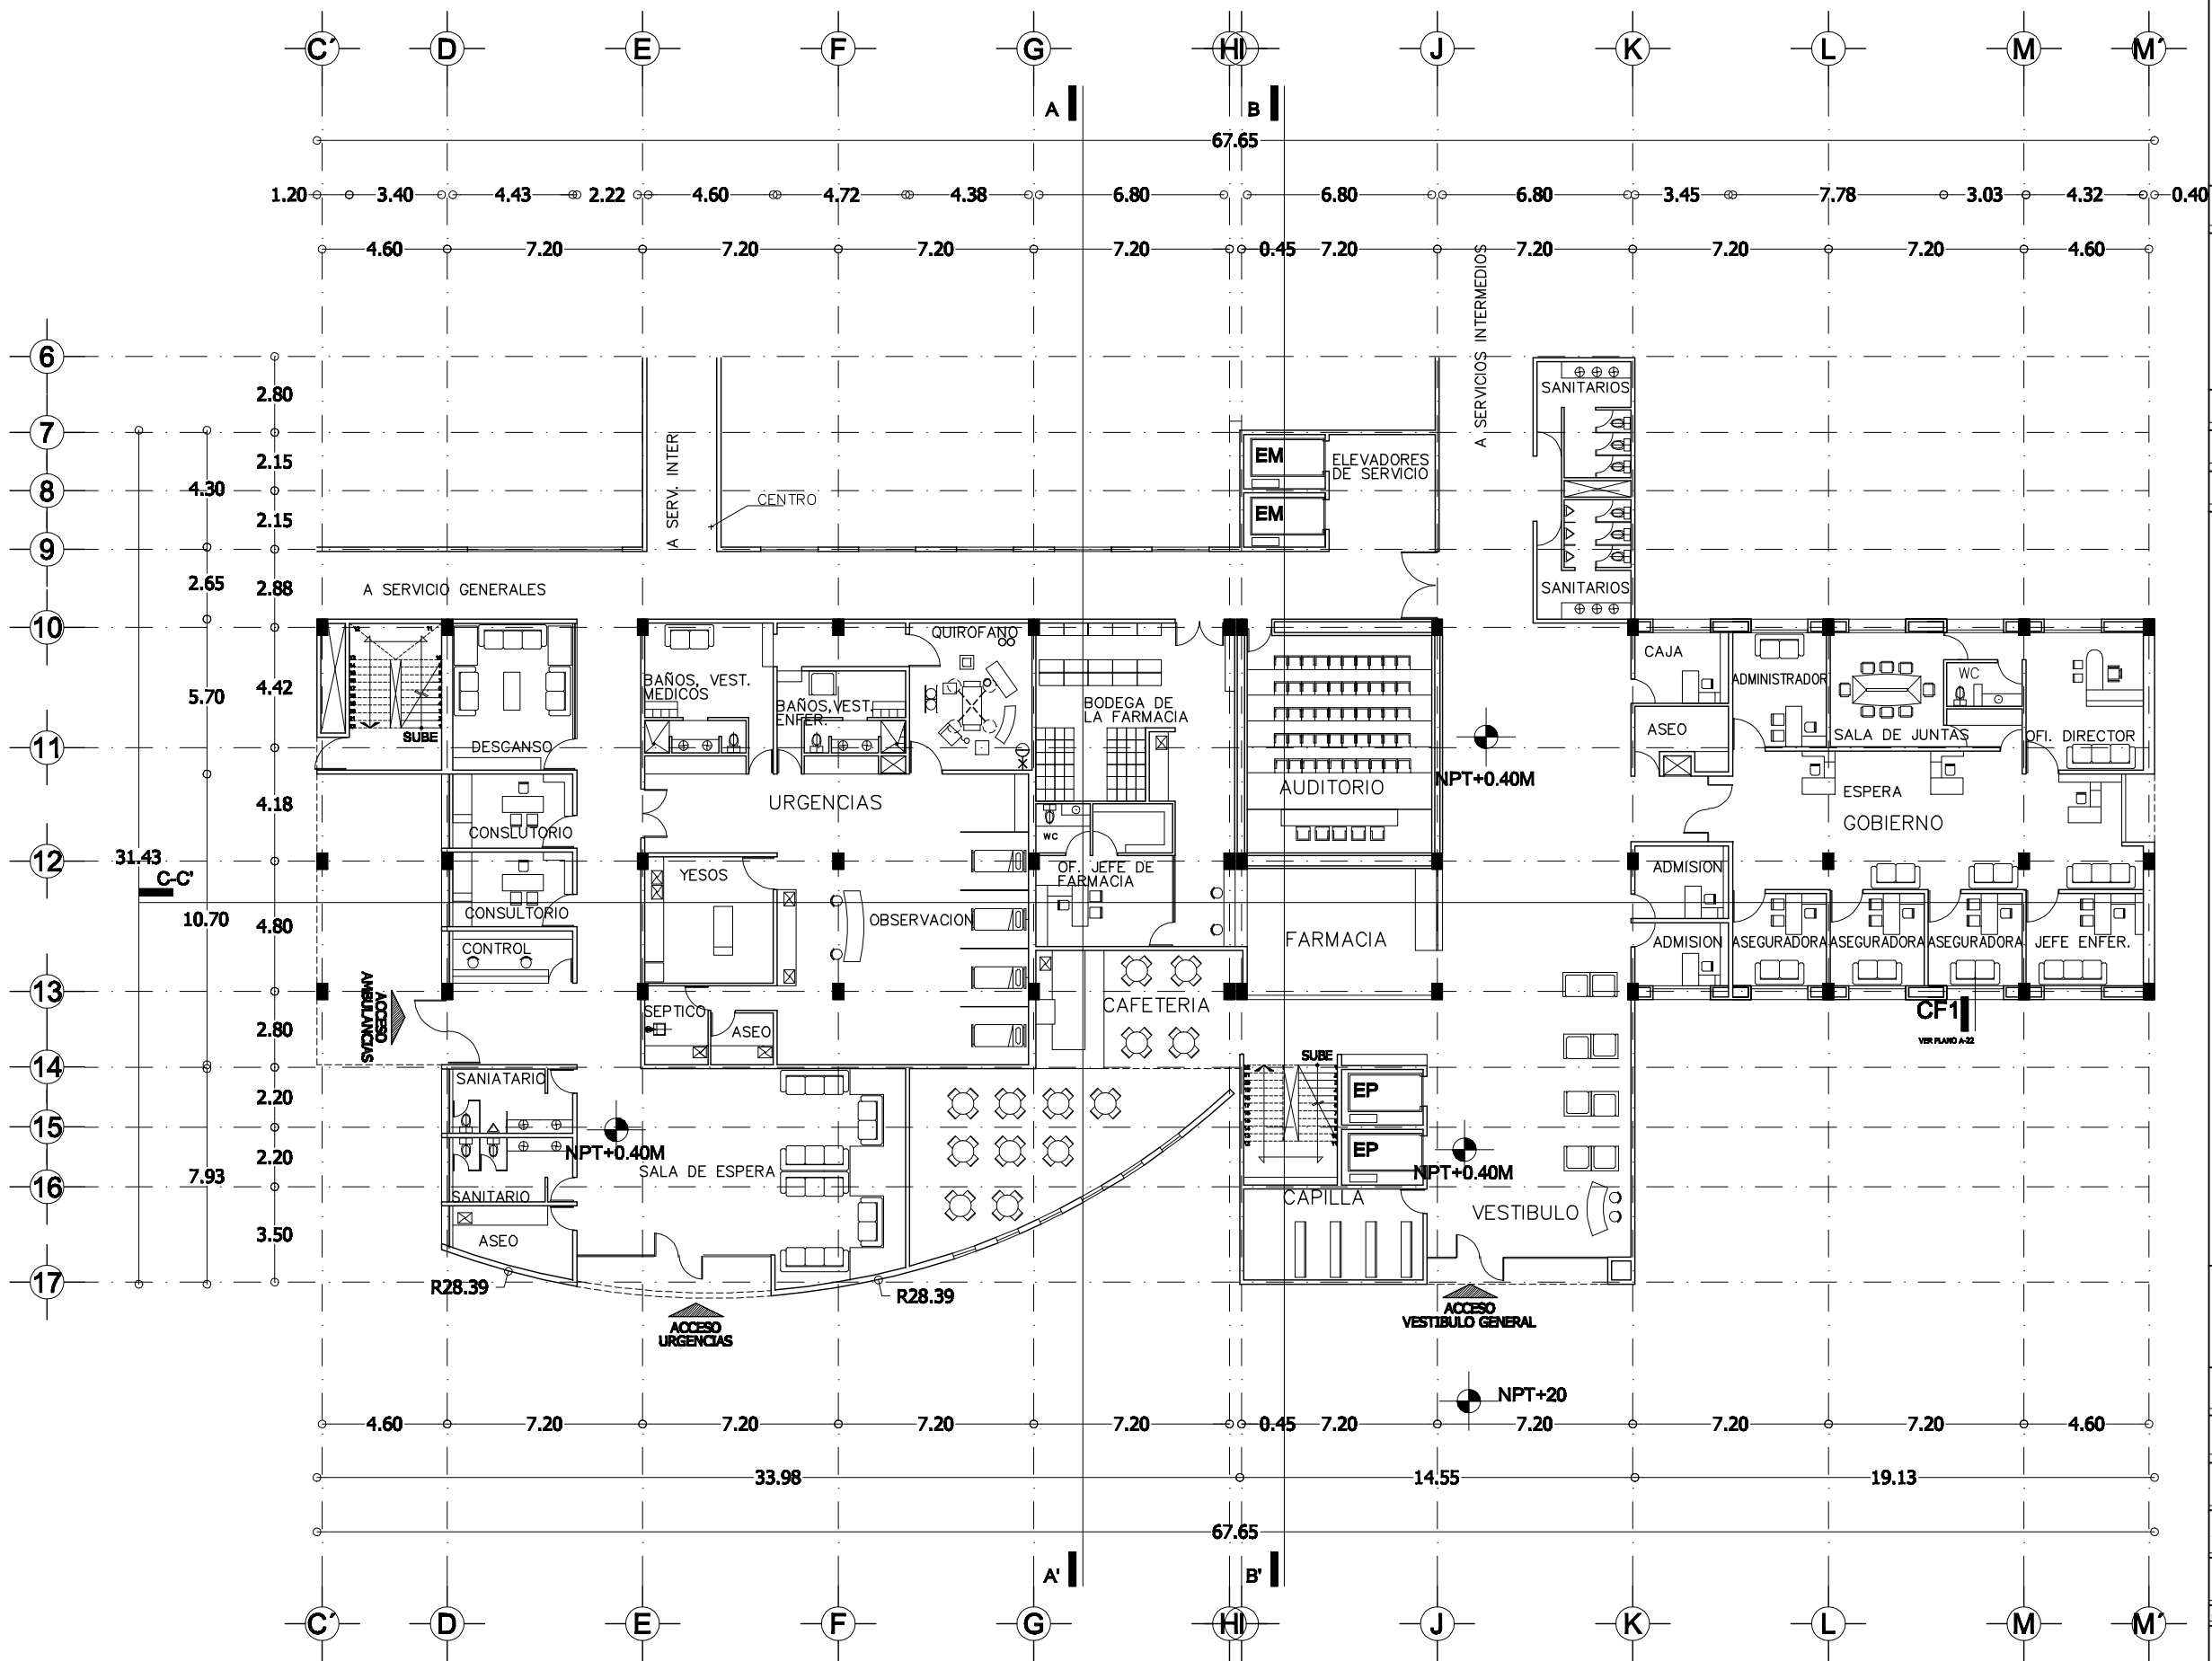 C´ D E F G H I J K L M M´
A B
67.65
1.20 3.40 4.43 2.22 4.60 4.72 4.38 6.80 6.80 6.80 3.45 7.78 3.03 4.32 0.40
4.60 7.20 7.20 7.20 7.20 0.45 7.20 7.20 7.20 7.20 4.60
A SERVICIOS INTERMEDIOS
6
2.80
SANITARIOS
7
A SERV. INTER
EM
ELEVADORES
DE SERVICIO
2.15
8
4.30
CENTRO
EM
2.15
9
2.65
2.88
A SERVICIO GENERALES
SANITARIOS
10
QUIROFANO
CAJA
5.70
4.42
BAÑOS, VEST.
MEDICOS
BAÑOS,VEST.
ENFER.
BODEGA DE
LA FARMACIA
ADMINISTRADOR
WC
SUBE
DESCANSO
11
ASEO
SALA DE JUNTAS
OFI. DIRECTOR
NPT+0.40M
4.18
URGENCIAS
AUDITORIO
ESPERA
GOBIERNO
CONSLUTORIO
WC
12
31.43
C-C'
YESOS
OF. JEFE DE
FARMACIA
ADMISION
10.70
4.80
CONSULTORIO
OBSERVACION
FARMACIA
CONTROL
ADMISION
ASEGURADORA
ASEGURADORA
ASEGURADORA
JEFE ENFER.
13
ACCESO
AMBULANCIAS
SEPTICO
ASEO
CAFETERIA
CF1
VER PLANO A-22
2.80
14
SUBE
SANIATARIO
EP
2.20
15
NPT+0.40M
EP
NPT+0.40M
2.20
SALA DE ESPERA
7.93
16
SANITARIO
CAPILLA
VESTIBULO
3.50
ASEO
17
R28.39
R28.39
ACCESO
URGENCIAS
ACCESO
VESTIBULO GENERAL
NPT+20
4.60 7.20 7.20 7.20 7.20 0.45 7.20 7.20 7.20 7.20 4.60
33.98 14.55 19.13
67.65
A' B'
C´ D E F G H I J K L M M´